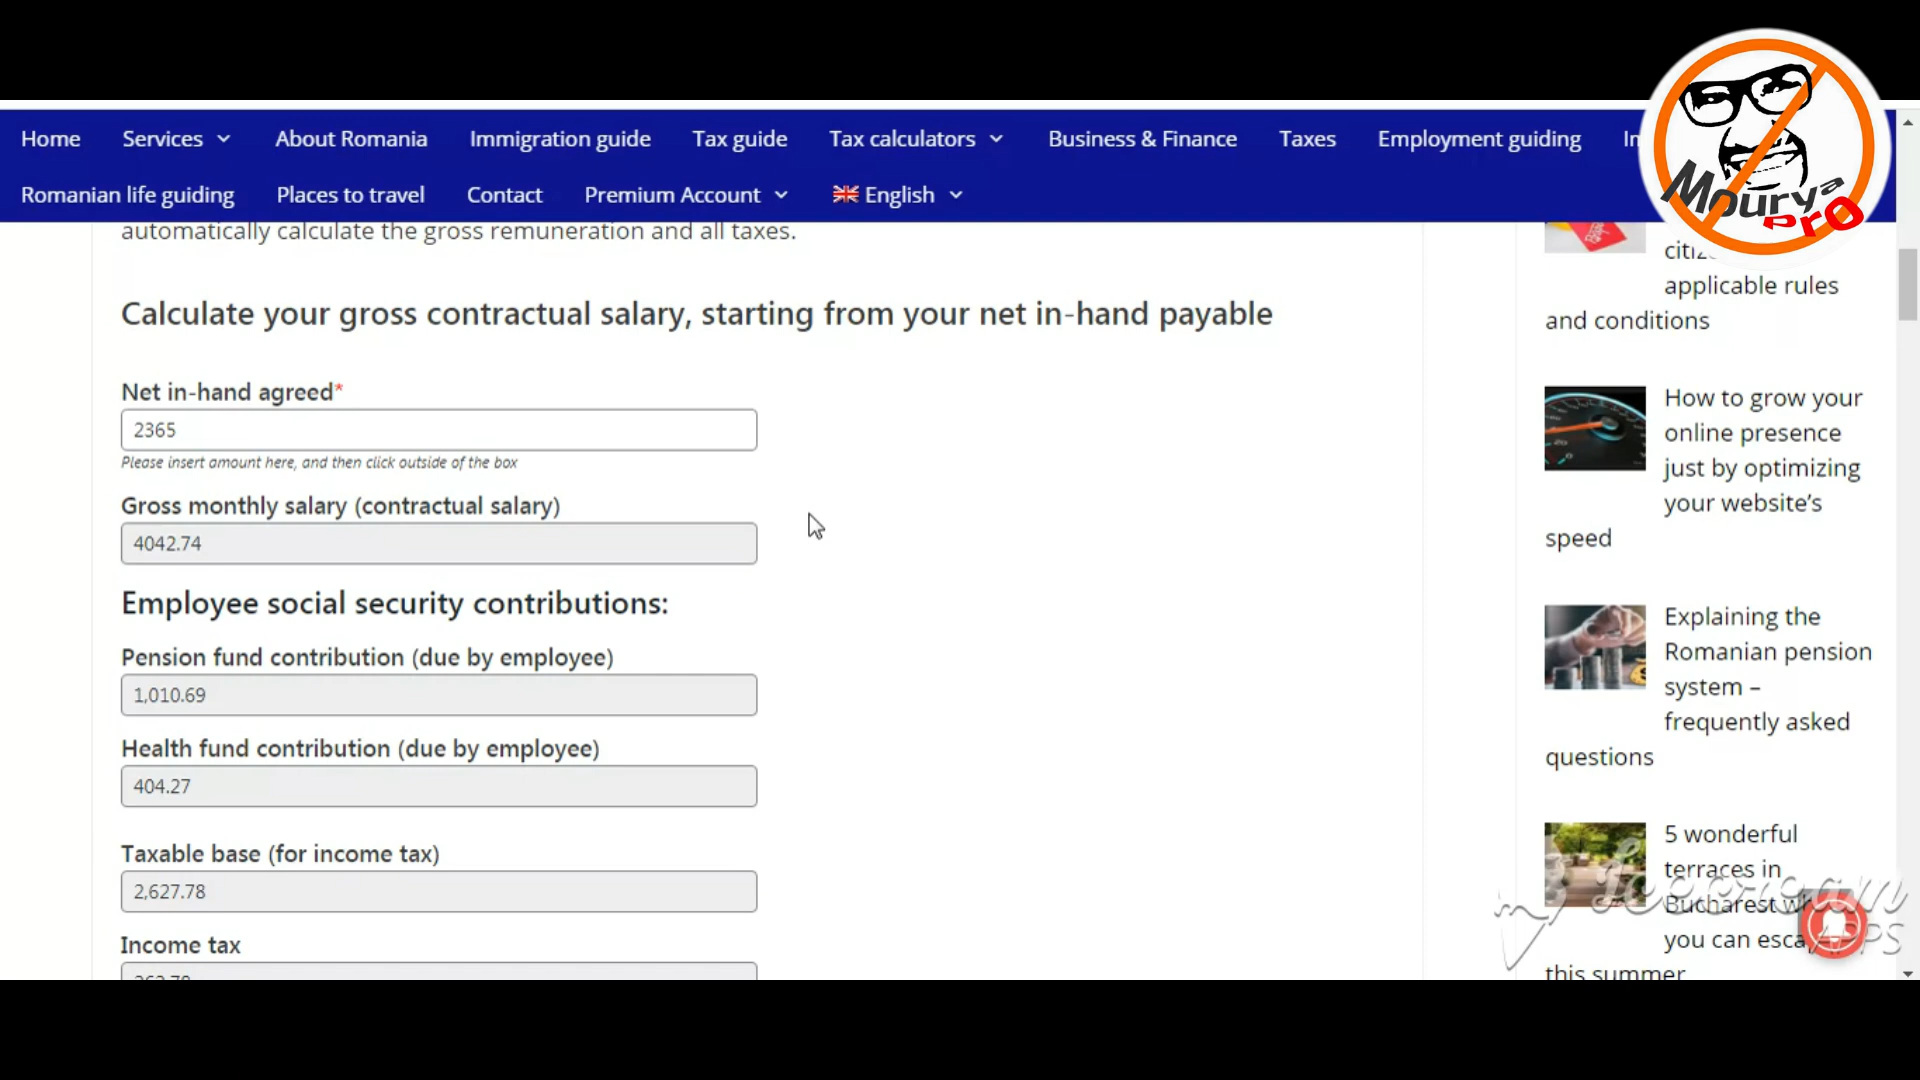 Home Services About Romania Immigration guide Tax guide Tax calculators Business & Finance Taxes Employment guiding
Romanian life guiding Places to travel Contact Premium Account English
automatically calculate the gross remuneration and all taxes.
Calculate your gross contractual salary, starting from your net in-hand payable
Net in-hand agreed*
2365
Please insert amount here, and then click outside of the box
Gross monthly salary (contractual salary)
4042.74
Employee social security contributions:
Pension fund contribution (due by employee)
1,010.69
Health fund contribution (due by employee)
404.27
Taxable base (for income tax)
2,627.78
Income tax
Mourya
Pro
applicable rules
and conditions
How to grow your
online presence
just by optimizing
your website's
speed
Explaining the
Romanian pension
system –
frequently asked
questions
5 wonderful
terraces in
Bucharest
you can
this summer
APPS